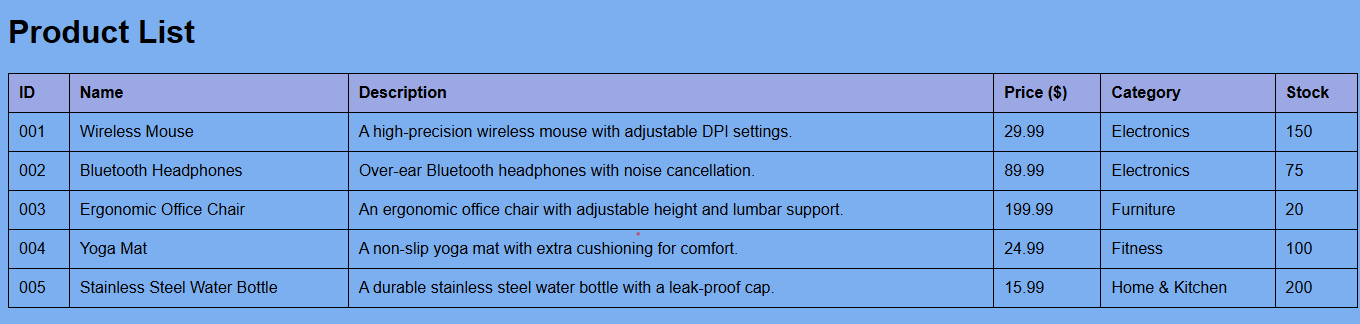 Product List
ID Name Description Price ($) Category Stock
001 Wireless Mouse A high-precision wireless mouse with adjustable DPI settings. 29.99 Electronics 150
002 Bluetooth Headphones Over-ear Bluetooth headphones with noise cancellation. 89.99 Electronics 75
003 Ergonomic Office Chair An ergonomic office chair with adjustable height and lumbar support. 199.99 Furniture 20
004 Yoga Mat A non-slip yoga mat with extra cushioning for comfort. 24.99 Fitness 100
005 Stainless Steel Water Bottle A durable stainless steel water bottle with a leak-proof cap. 15.99 Home & Kitchen 200